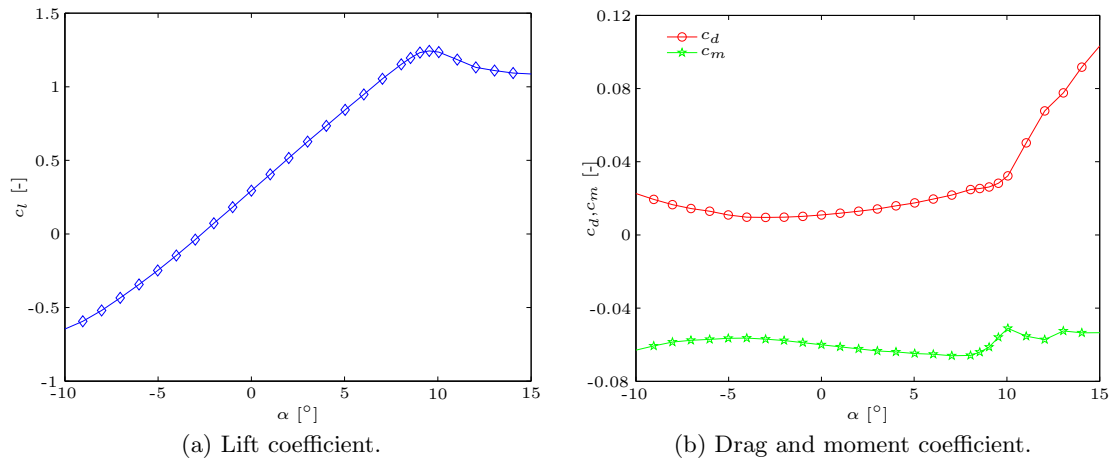 1.5
1
0.5
0
-0.5
-1
-10 -5 0 5 10 15
c_l [-]
α [°]
(a) Lift coefficient.
c_d
c_m
0.12
0.08
0.04
0
-0.04
-0.08
-10 -5 0 5 10 15
c_d,c_m [-]
α [°]
(b) Drag and moment coefficient.